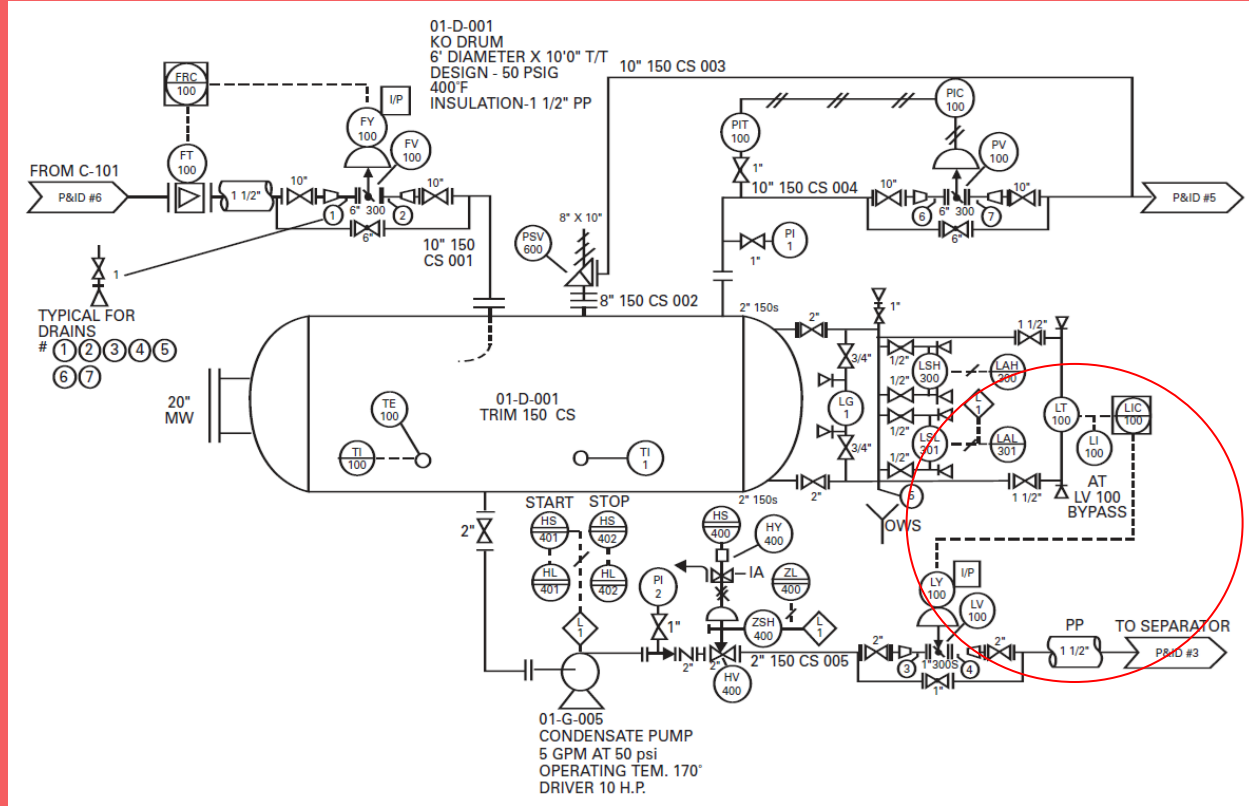 01-D-001
KO DRUM
6' DIAMETER X 10'0" T/T
DESIGN - 50 PSIG
400°F
INSULATION-1 1/2" PP
10" 150 CS 003
FRC
100
I/P
FY
100
FV
100
FT
100
FROM C-101
P&ID #6
1 1/2"
10"
10"
6" 300
1
2
6"
10" 150
CS 001
1
TYPICAL FOR
DRAINS
# 1 2 3 4 5
6 7
8" X 10"
PSV
600
8" 150 CS 002
PIT
100
1"
PIC
100
PV
100
10" 150 CS 004
10"
10"
6" 300
6
7
6"
P&ID #5
PI
1
1"
20"
MW
01-D-001
TRIM 150 CS
TE
100
TI
100
TI
1
2" 150s
2"
3/4"
LG
1
3/4"
2" 150s
2"
1"
1/2"
LSH
300
LAH
300
1/2"
L
1
1/2"
LSL
301
LAL
301
1/2"
5
OWS
1 1/2"
LT
100
LIC
100
LI
100
1 1/2"
AT
LV 100
BYPASS
2"
START
STOP
HS
401
HS
402
HL
401
HL
402
L
1
PI
2
1"
2"
HS
400
HY
400
IA
ZL
400
ZSH
400
L
1
2"
HV
400
2" 150 CS 005
LY
100
I/P
LV
100
2"
2"
3
1"300S
4
1"
PP
1 1/2"
TO SEPARATOR
P&ID #3
01-G-005
CONDENSATE PUMP
5 GPM AT 50 psi
OPERATING TEM. 170°
DRIVER 10 H.P.